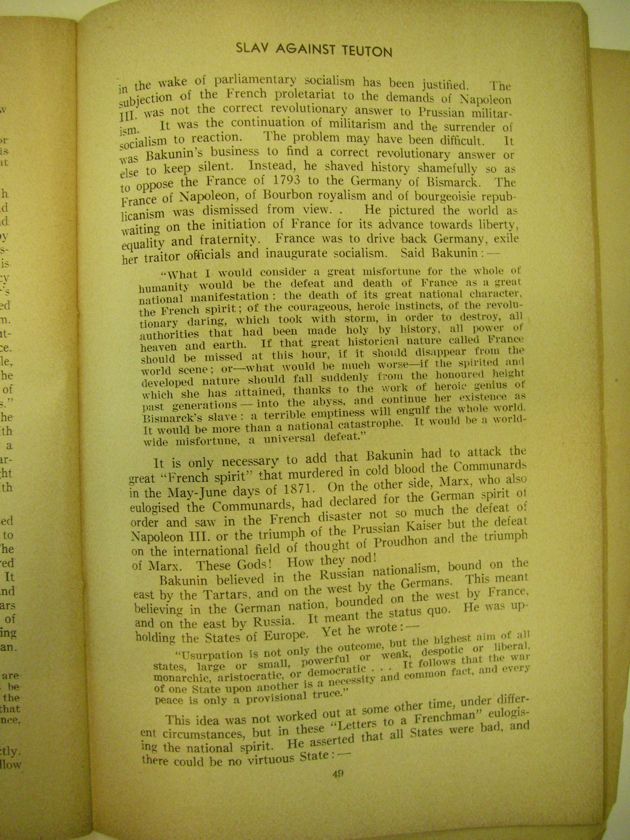 SLAV AGAINST TEUTON
in the wake of parliamentary socialism has been justified. The
subjection of the French proletariat to the demands of Napoleon
III. was not the correct revolutionary answer to Prussian militar-
ism. It was the continuation of militarism and the surrender of
socialism to reaction. The problem may have been difficult. It
was Bakunin's business to find a correct revolutionary answer or
else to keep silent. Instead, he shaved history shamefully so as
to oppose the France of 1793 to the Germany of Bismarck. The
France of Napoleon, of Bourbon royalism and of bourgeoisie repub-
licanism was dismissed from view. . He pictured the world as
waiting on the initiation of France for its advance towards liberty,
equality and fraternity. France was to drive back Germany, exile
her traitor officials and inaugurate socialism. Said Bakunin:—
"What I would consider a great misfortune for the whole of
humanity would be the defeat and death of France as a great
national manifestation: the death of its great national character,
the French spirit; of the courageous, heroic instincts, of the revolu-
tionary daring, which took with storm, in order to destroy, all
authorities that had been made holy by history, all power of
heaven and earth. If that great historical nature called France
should be missed at this hour, if it should disappear from the
world scene; or—what would be much worse—if the spirited and
developed nature should fall suddenly from the honoured height
which she has attained, thanks to the work of heroic genius of
past generations—into the abyss, and continue her existence as
Bismarck's slave: a terrible emptiness will engulf the whole world.
It would be more than a national catastrophe. It would be a world-
wide misfortune, a universal defeat."
It is only necessary to add that Bakunin had to attack the
great "French spirit" that murdered in cold blood the Communards
in the May-June days of 1871. On the other side, Marx, who also
eulogised the Communards, had declared for the German spirit of
order and saw in the French disaster not so much the defeat of
Napoleon III. or the triumph of the Prussian Kaiser but the defeat
on the international field of thought of Proudhon and the triumph
of Marx. These Gods! How they nod!
Bakunin believed in the Russian nationalism, bound on the
east by the Tartars, and on the west by the Germans. This meant
believing in the German nation, bounded on the west by France,
and on the east by Russia. It meant the status quo. He was up-
holding the States of Europe. Yet he wrote:—
"Usurpation is not only the outcome, but the highest aim of all
states, large or small, powerful or weak, despotic or liberal,
monarchic, aristocratic, or democratic . . . It follows that the war
of one State upon another is a necessity and common fact, and every
peace is only a provisional truce."
This idea was not worked out at some other time, under differ-
ent circumstances, but in these "Letters to a Frenchman" eulogis-
ing the national spirit. He asserted that all States were bad, and
there could be no virtuous State:—
49